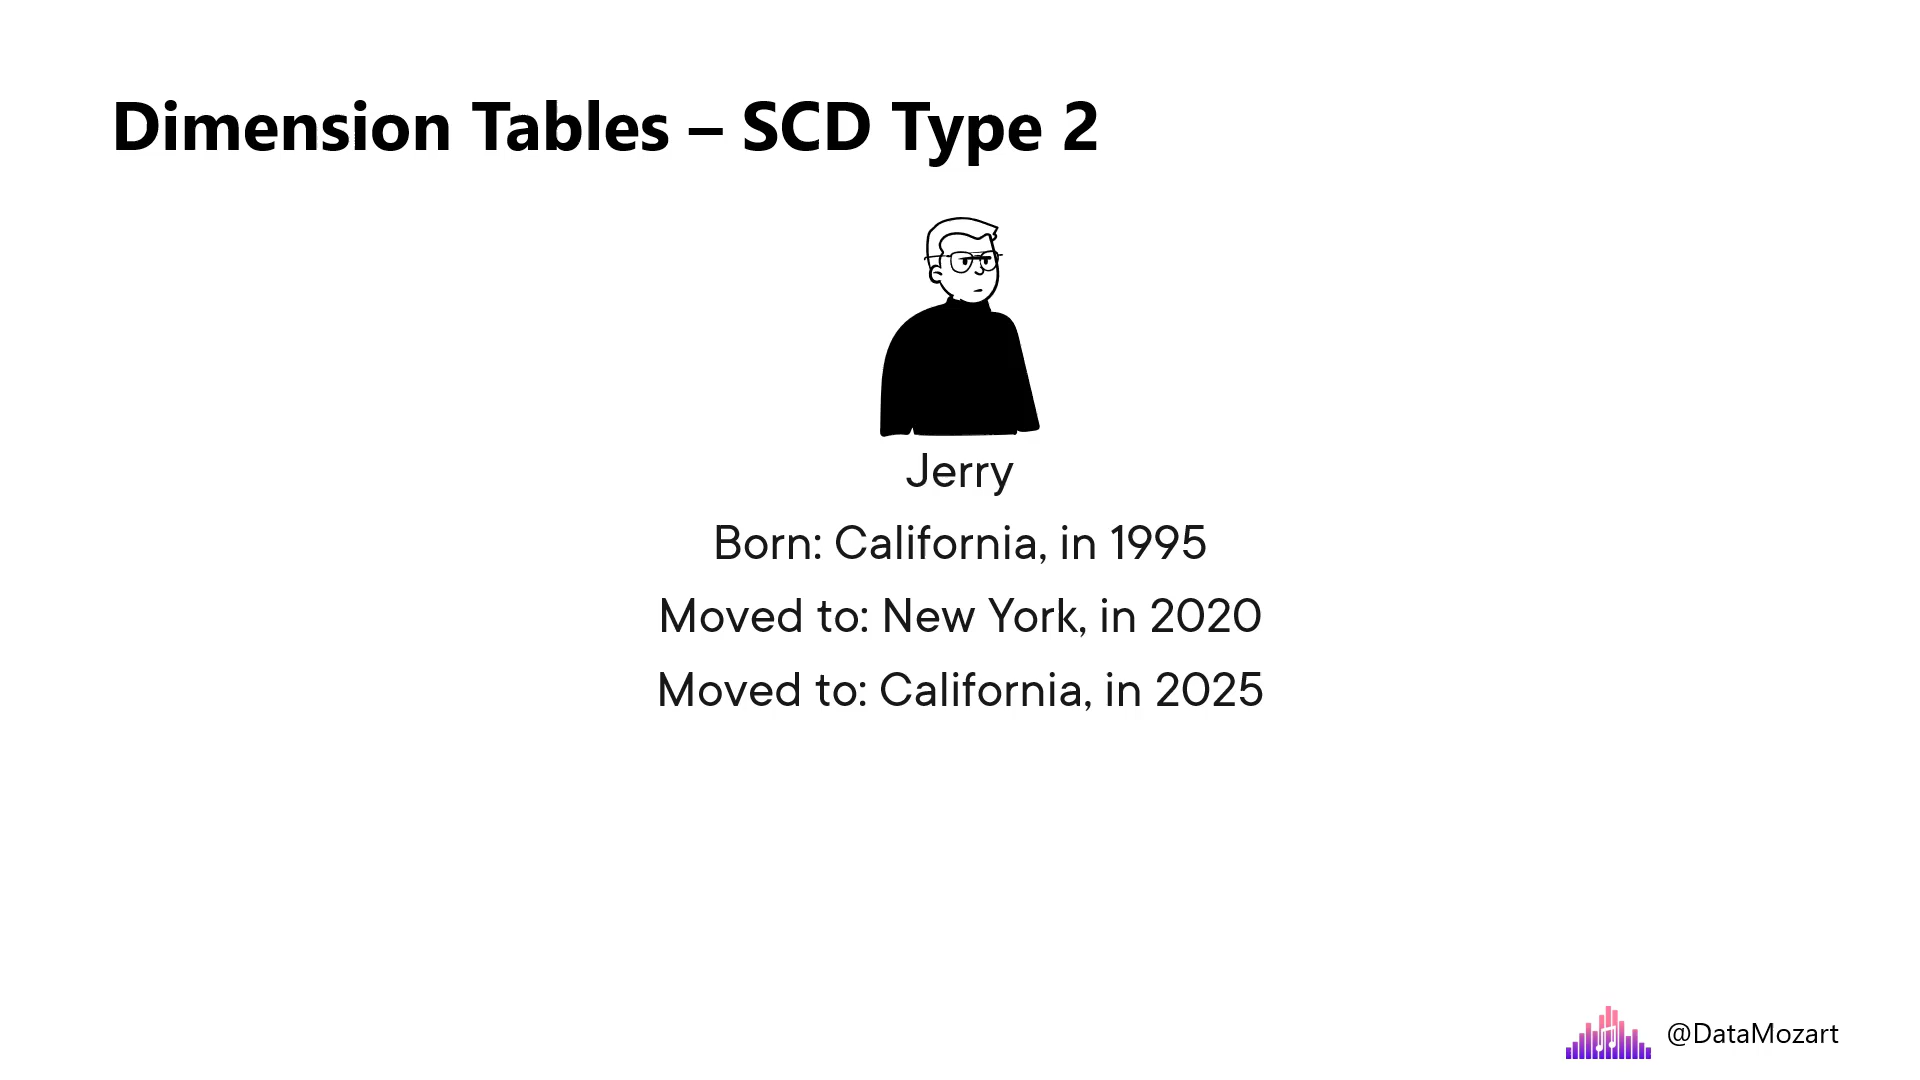 Dimension Tables – SCD Type 2
Jerry
Born: California, in 1995
Moved to: New York, in 2020
Moved to: California, in 2025
@DataMozart